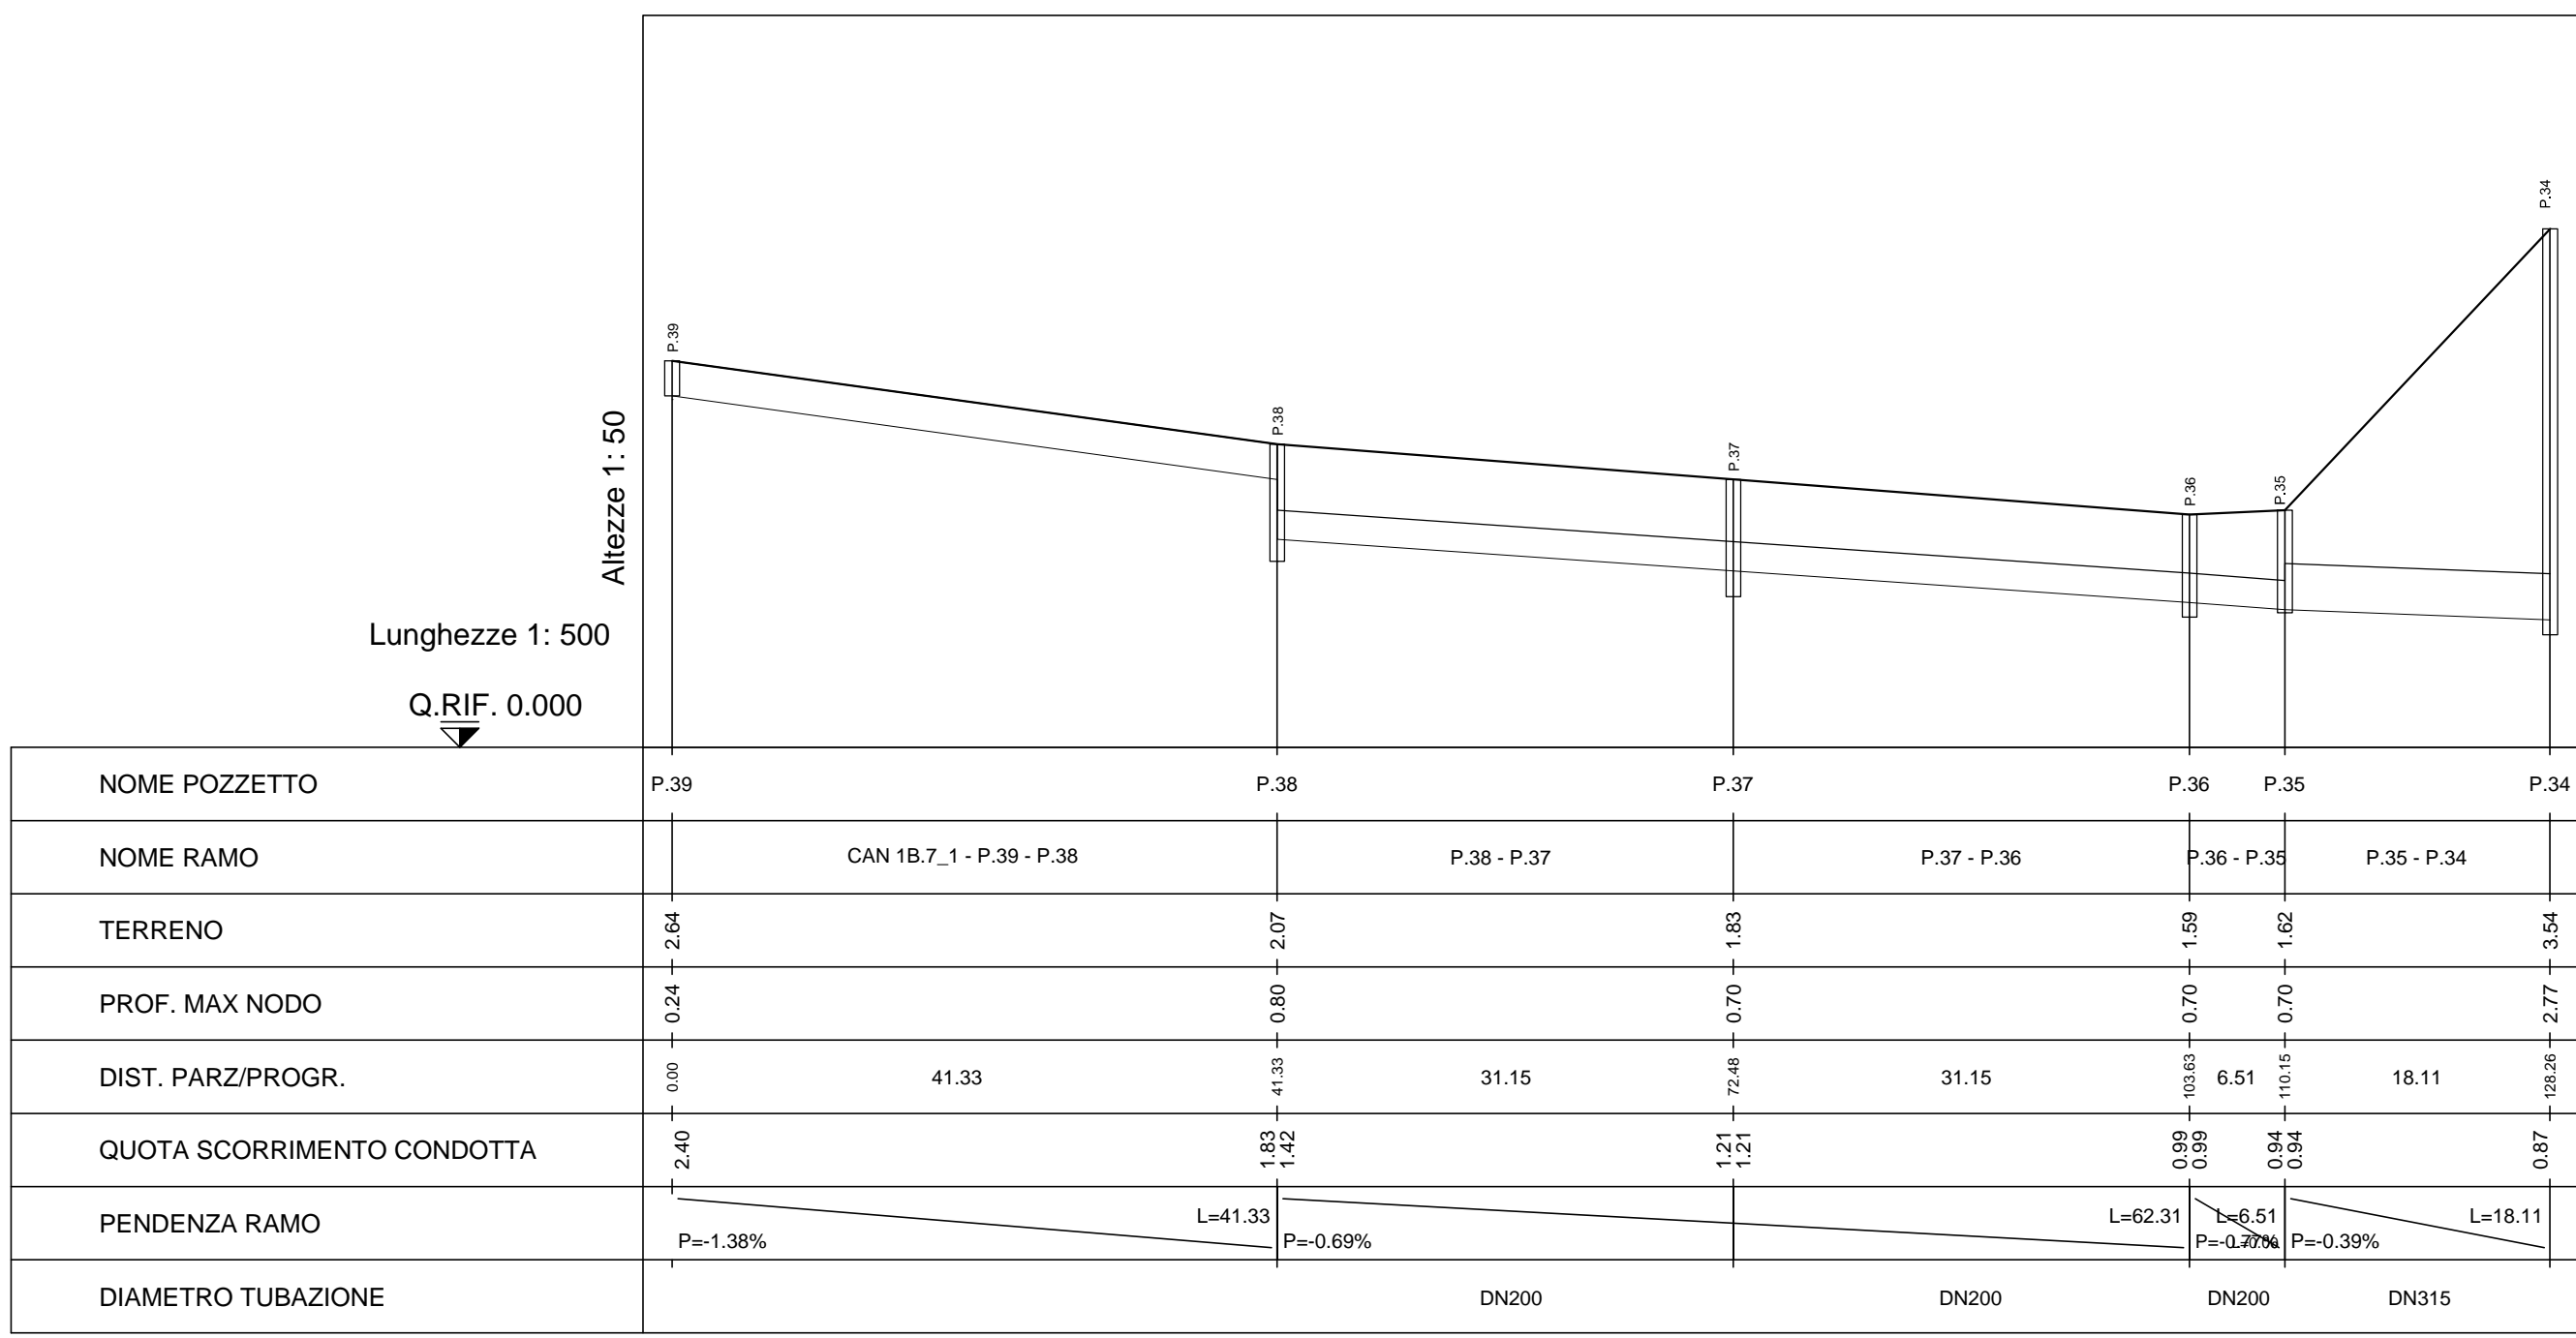 P.34
P.39
P.38
P.37
P.36
P.35
Altezze 1: 50
Lunghezze 1: 500
Q.RIF. 0.000
NOME POZZETTO P.39 P.38 P.37 P.36 P.35 P.34
NOME RAMO CAN 1B.7_1 - P.39 - P.38 P.38 - P.37 P.37 - P.36 P.36 - P.35 P.35 - P.34
TERRENO 2.64 2.07 1.83 1.59 1.62 3.54
PROF. MAX NODO 0.24 0.80 0.70 0.70 0.70 2.77
DIST. PARZ/PROGR. 0.00 41.33 41.33 31.15 72.48 31.15 103.63 6.51 110.15 18.11 128.26
QUOTA SCORRIMENTO CONDOTTA 2.40 1.83 1.42 1.21 1.21 0.99 0.99 0.94 0.94 0.87
PENDENZA RAMO P=-1.38% L=41.33 P=-0.69% L=62.31 P=-0.77% L=6.51 L=0.00 P=-0.39% L=18.11
DIAMETRO TUBAZIONE DN200 DN200 DN200 DN315